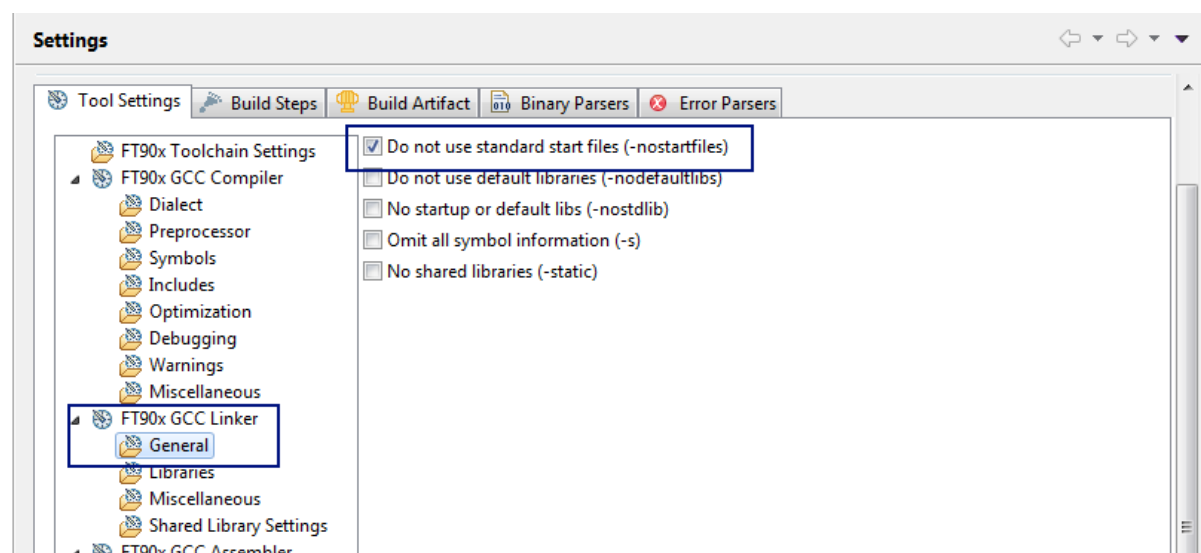 Settings
Tool Settings
Build Steps
Build Artifact
Binary Parsers
Error Parsers
FT90x Toolchain Settings
FT90x GCC Compiler
Dialect
Preprocessor
Symbols
Includes
Optimization
Debugging
Warnings
Miscellaneous
FT90x GCC Linker
General
Libraries
Miscellaneous
Shared Library Settings
FT90x GCC Assembler
Do not use standard start files (-nostartfiles)
Do not use default libraries (-nodefaultlibs)
No startup or default libs (-nostdlib)
Omit all symbol information (-s)
No shared libraries (-static)